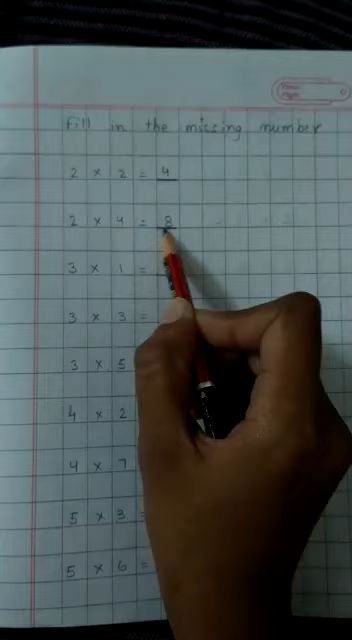 Fill in the missing number
2 × 2 = 4
2 × 4 = 8
3 × 1 =
3 × 3 =
3 × 5
4 × 2
4 × 7
5 × 3 =
5 × 6 =